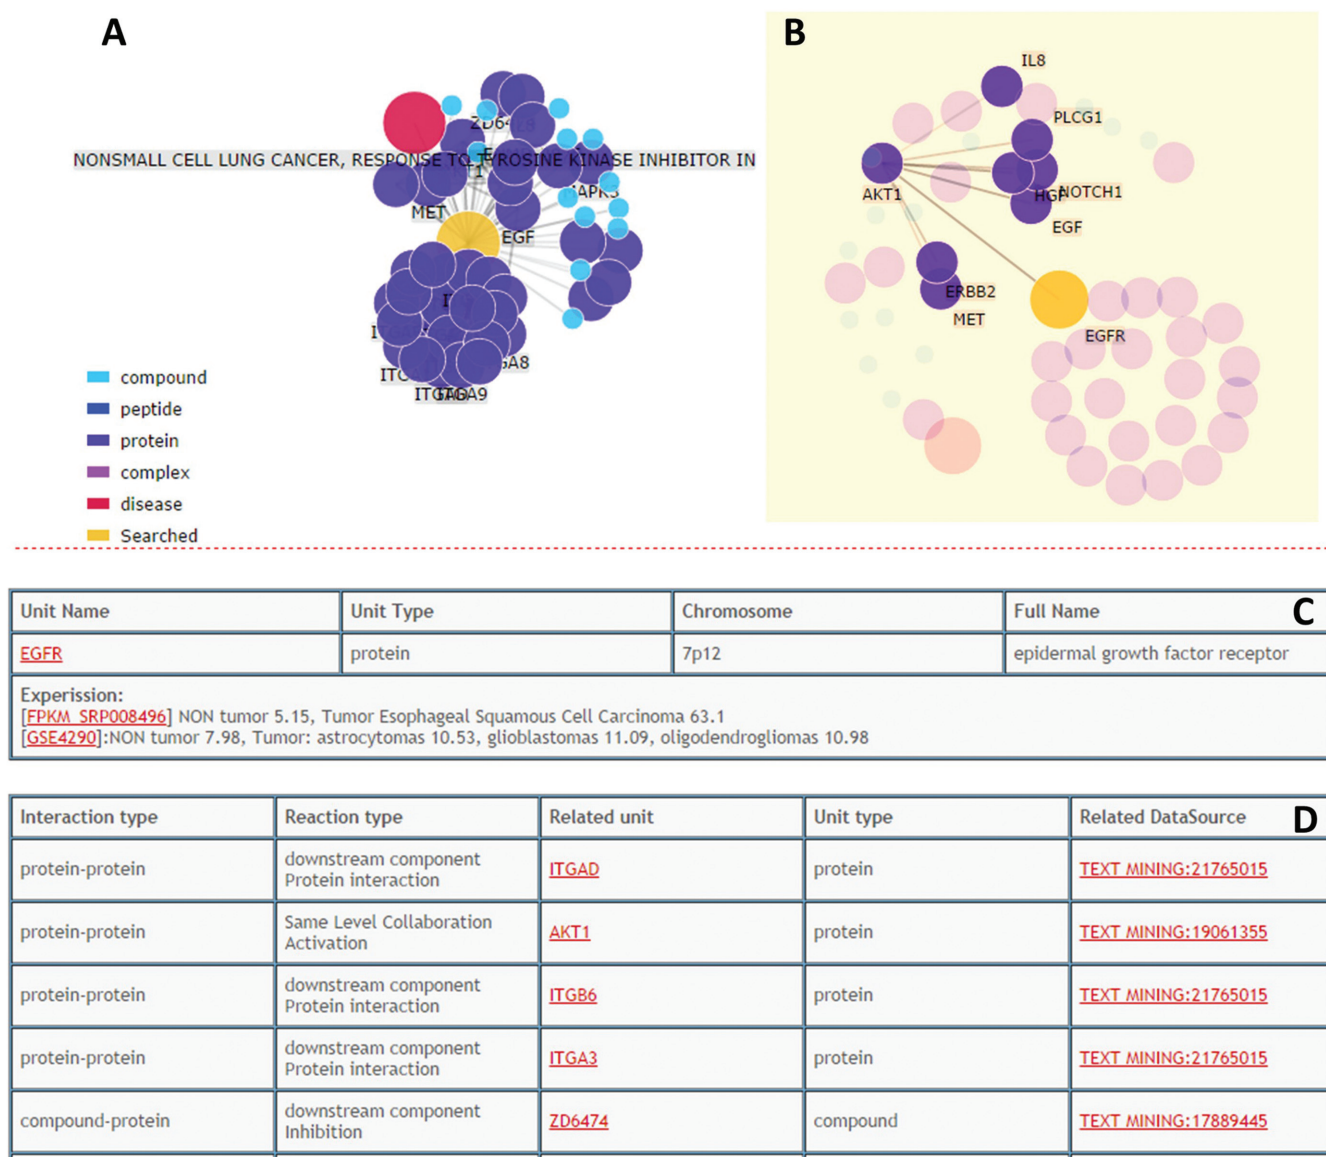 A
ZD64
NONSMALL CELL LUNG CANCER, RESPONSE TO TYROSINE KINASE INHIBITOR IN
MAPK3
MET
EGF
GA8
ITGA9
compound
peptide
protein
complex
disease
Searched
B
IL8
PLCG1
AKT1
HGF
NOTCH1
EGF
ERBB2
MET
EGFR
C
Unit Name Unit Type Chromosome Full Name
EGFR protein 7p12 epidermal growth factor receptor
Experission:
[FPKM_SRP008496] NON tumor 5.15, Tumor Esophageal Squamous Cell Carcinoma 63.1
[GSE4290]:NON tumor 7.98, Tumor: astrocytomas 10.53, glioblastomas 11.09, oligodendrogliomas 10.98
D
Interaction type Reaction type Related unit Unit type Related DataSource
protein-protein downstream component Protein interaction ITGAD protein TEXT MINING:21765015
protein-protein Same Level Collaboration Activation AKT1 protein TEXT MINING:19061355
protein-protein downstream component Protein interaction ITGB6 protein TEXT MINING:21765015
protein-protein downstream component Protein interaction ITGA3 protein TEXT MINING:21765015
compound-protein downstream component Inhibition ZD6474 compound TEXT MINING:17889445